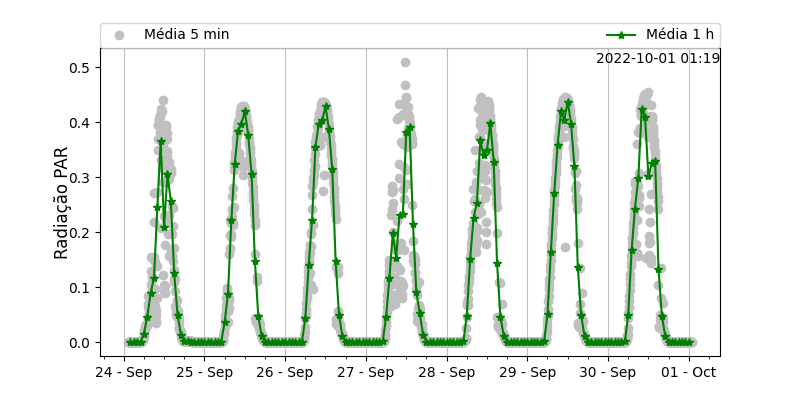 Média 5 min
Média 1 h
2022-10-01 01:19
Radiação PAR
0.5
0.4
0.3
0.2
0.1
0.0
24 - Sep
25 - Sep
26 - Sep
27 - Sep
28 - Sep
29 - Sep
30 - Sep
01 - Oct